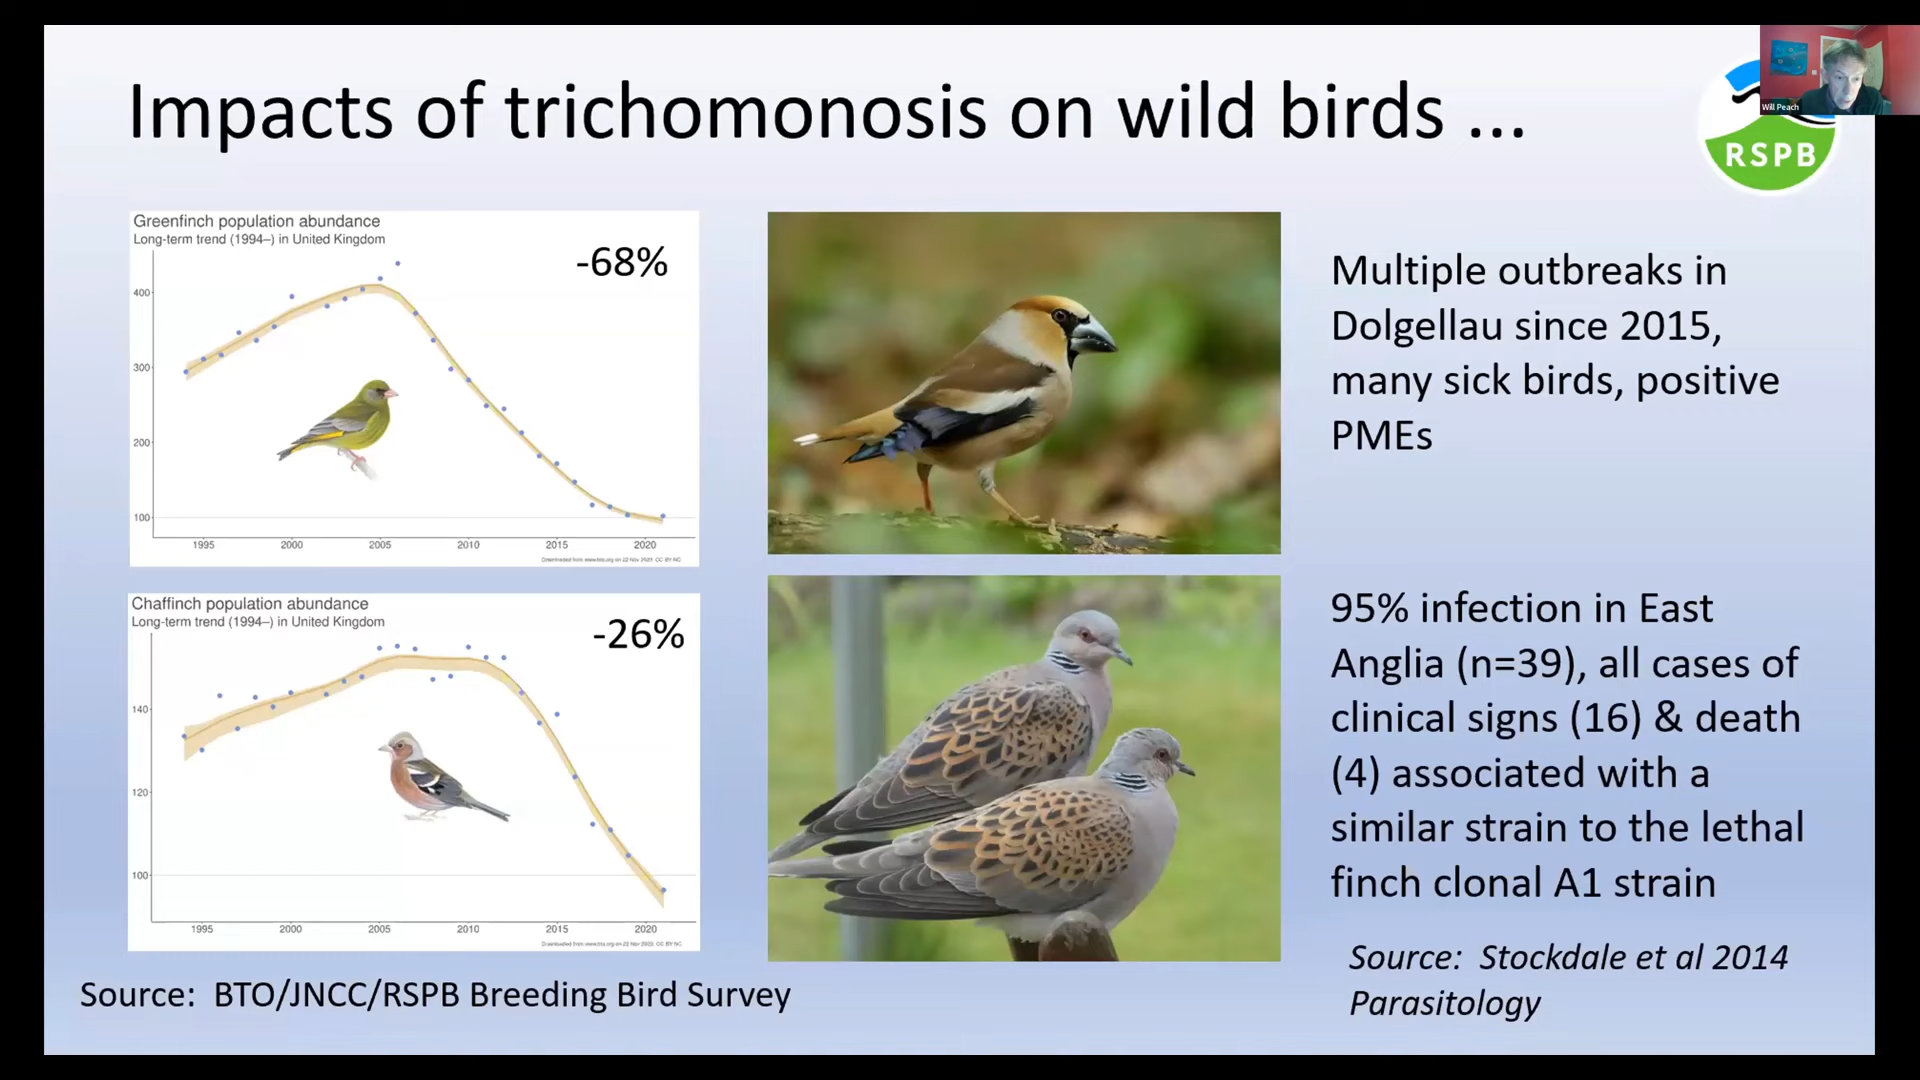 Impacts of trichomonosis on wild birds ...
Will Peach
RSPB
Greenfinch population abundance
Long-term trend (1994–) in United Kingdom
-68%
400
300
200
100
1995
2000
2005
2010
2015
2020
Multiple outbreaks in
Dolgellau since 2015,
many sick birds, positive
PMEs
Chaffinch population abundance
Long-term trend (1994–) in United Kingdom
-26%
140
120
100
1995
2000
2005
2010
2015
2020
95% infection in East
Anglia (n=39), all cases of
clinical signs (16) & death
(4) associated with a
similar strain to the lethal
finch clonal A1 strain
Source: Stockdale et al 2014
Parasitology
Source: BTO/JNCC/RSPB Breeding Bird Survey